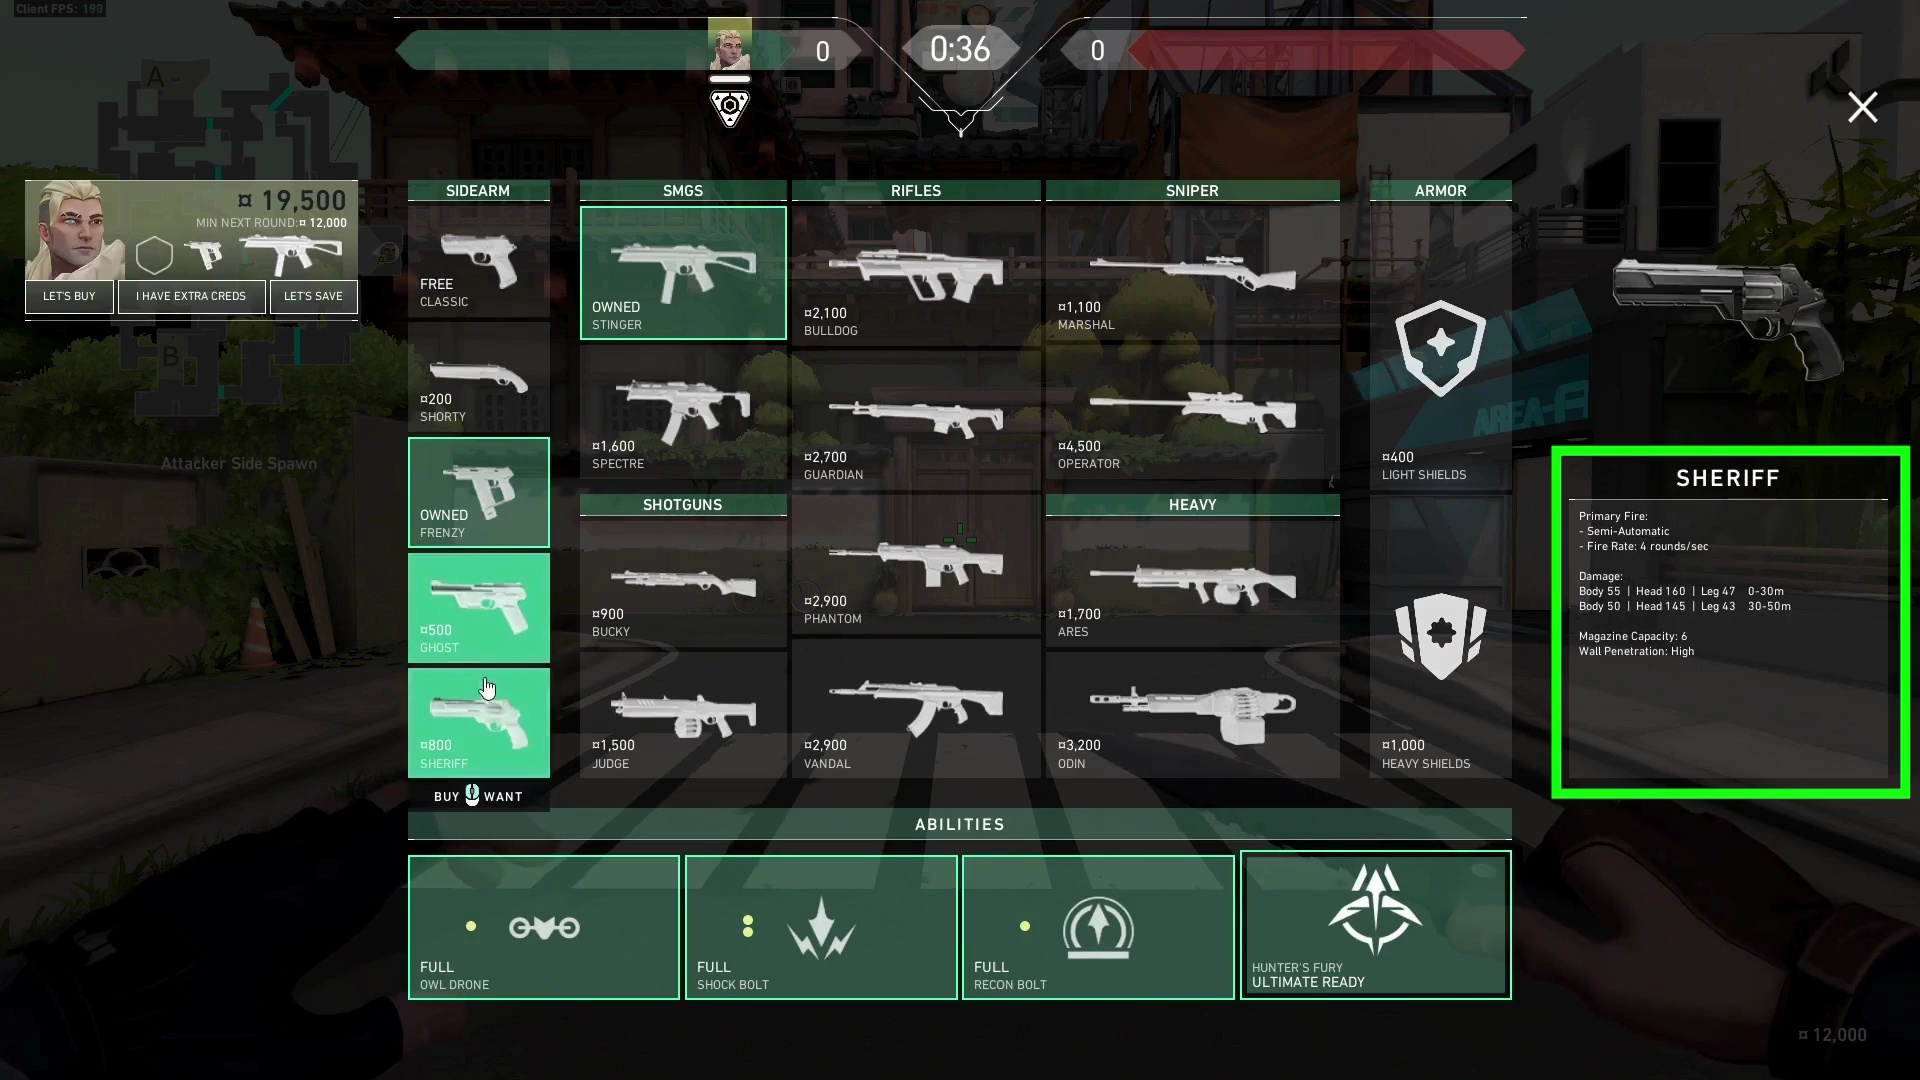 Client FPS: 190
0
0:36
0
A
¤ 19,500
MIN NEXT ROUND:¤ 12,000
LET'S BUY
I HAVE EXTRA CREDS
LET'S SAVE
B
Attacker Side Spawn
SIDEARM
FREE
CLASSIC
¤200
SHORTY
OWNED
FRENZY
¤500
GHOST
¤800
SHERIFF
BUY WANT
SMGS
OWNED
STINGER
¤1,600
SPECTRE
SHOTGUNS
¤900
BUCKY
¤1,500
JUDGE
RIFLES
¤2,100
BULLDOG
¤2,700
GUARDIAN
¤2,900
PHANTOM
¤2,900
VANDAL
SNIPER
¤1,100
MARSHAL
¤4,500
OPERATOR
HEAVY
¤1,700
ARES
¤3,200
ODIN
ARMOR
¤400
LIGHT SHIELDS
¤1,000
HEAVY SHIELDS
AREA-A
SHERIFF
Primary Fire:
- Semi-Automatic
- Fire Rate: 4 rounds/sec
Damage:
Body 55 | Head 160 | Leg 47 0-30m
Body 50 | Head 145 | Leg 43 30-50m
Magazine Capacity: 6
Wall Penetration: High
ABILITIES
FULL
OWL DRONE
FULL
SHOCK BOLT
FULL
RECON BOLT
HUNTER'S FURY
ULTIMATE READY
¤ 12,000